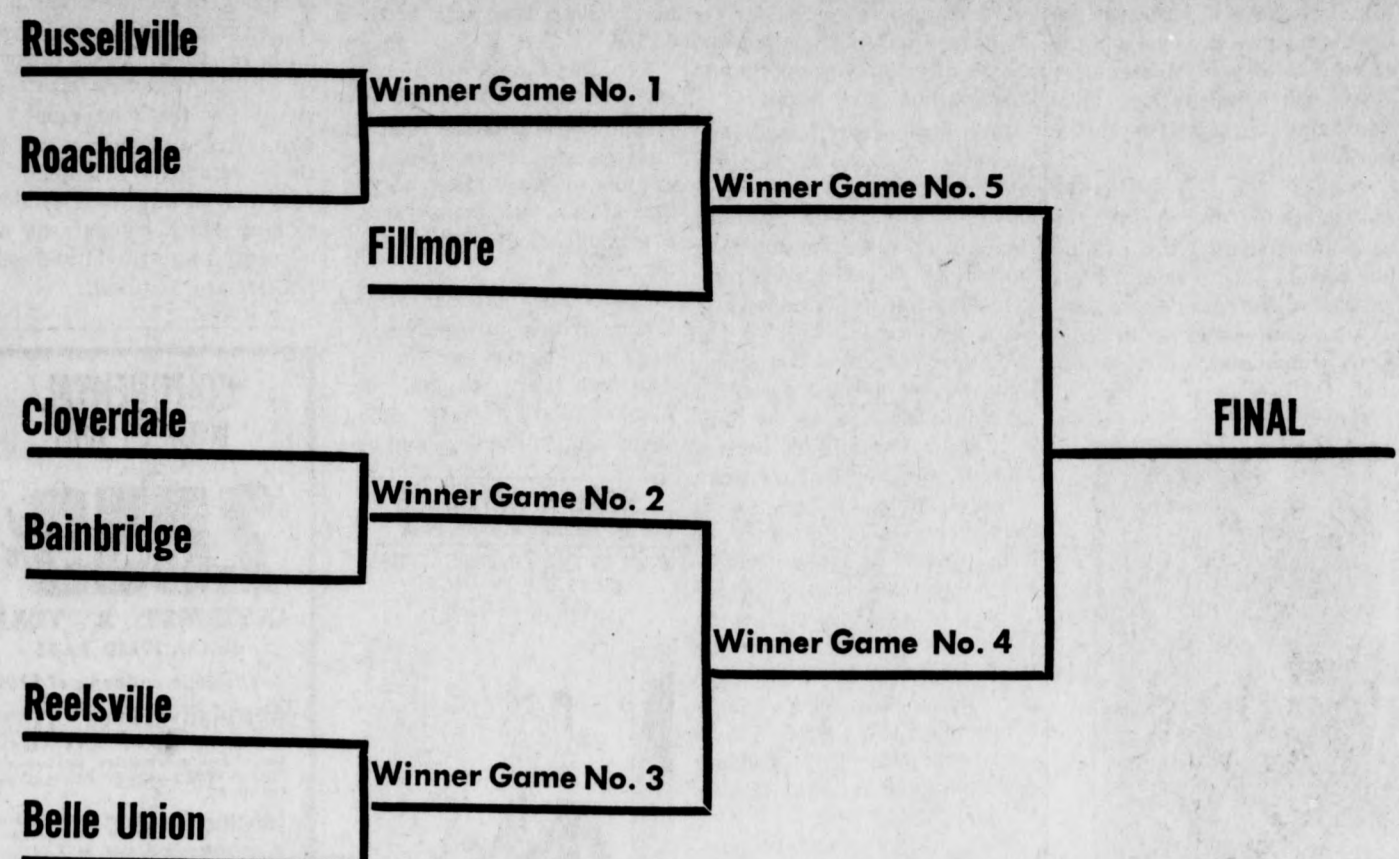 Russellville
Winner Game No. 1
Roachdale
Winner Game No. 5
Fillmore
Cloverdale
FINAL
Winner Game No. 2
Bainbridge
Winner Game No. 4
Reelsville
Winner Game No. 3
Belle Union